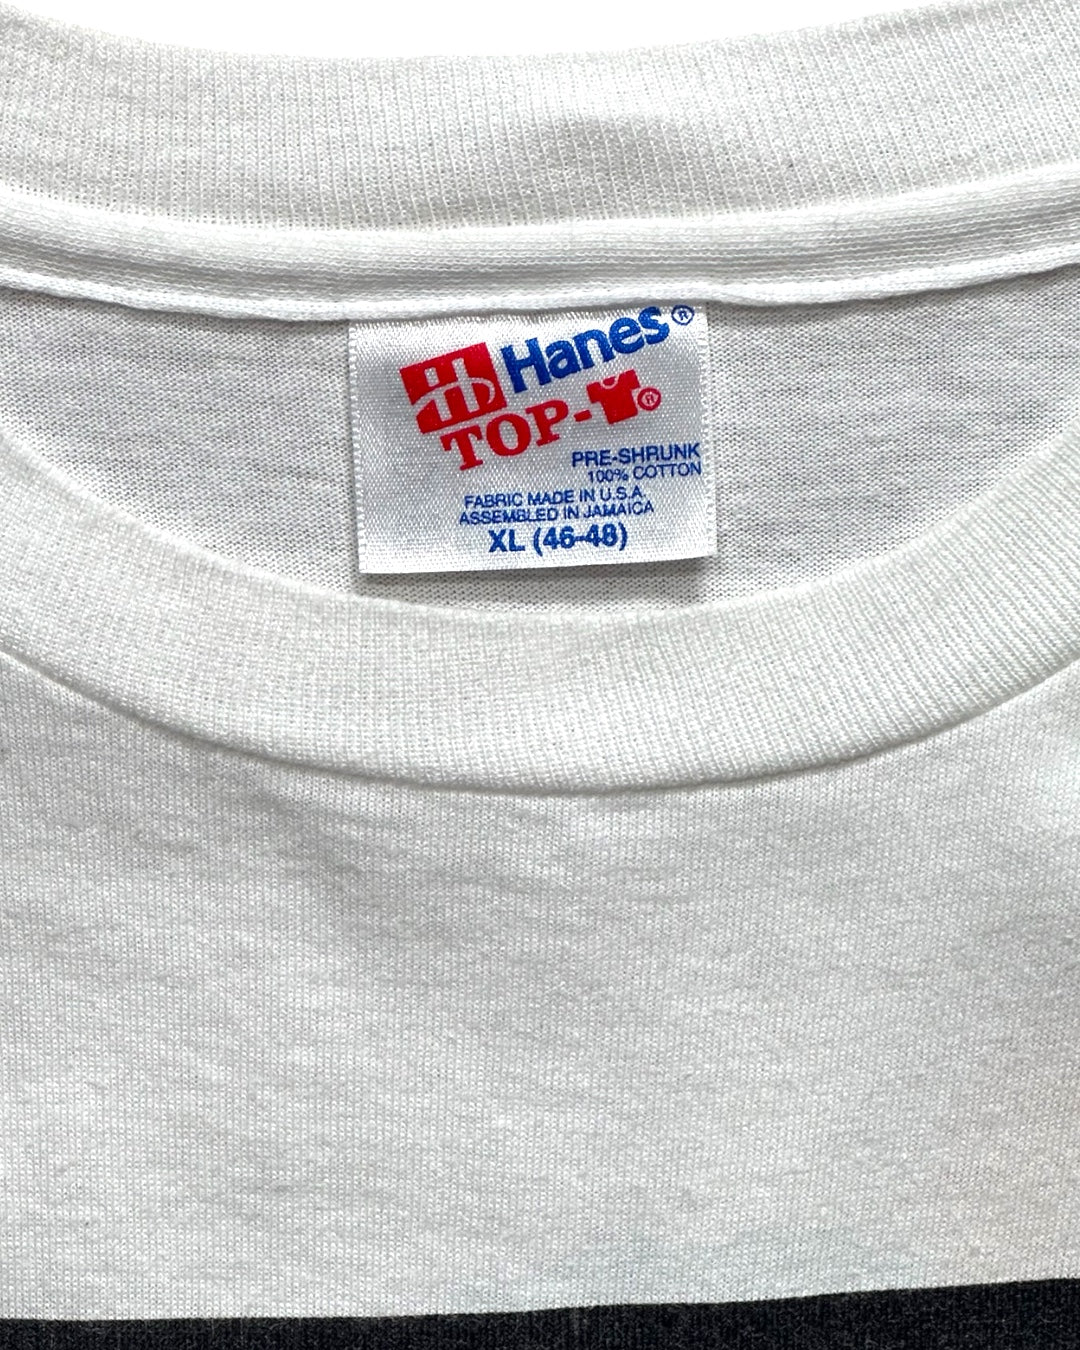 Hanes®
TOP-®
PRE-SHRUNK
100% COTTON
FABRIC MADE IN U.S.A.
ASSEMBLED IN JAMAICA
XL (46-48)